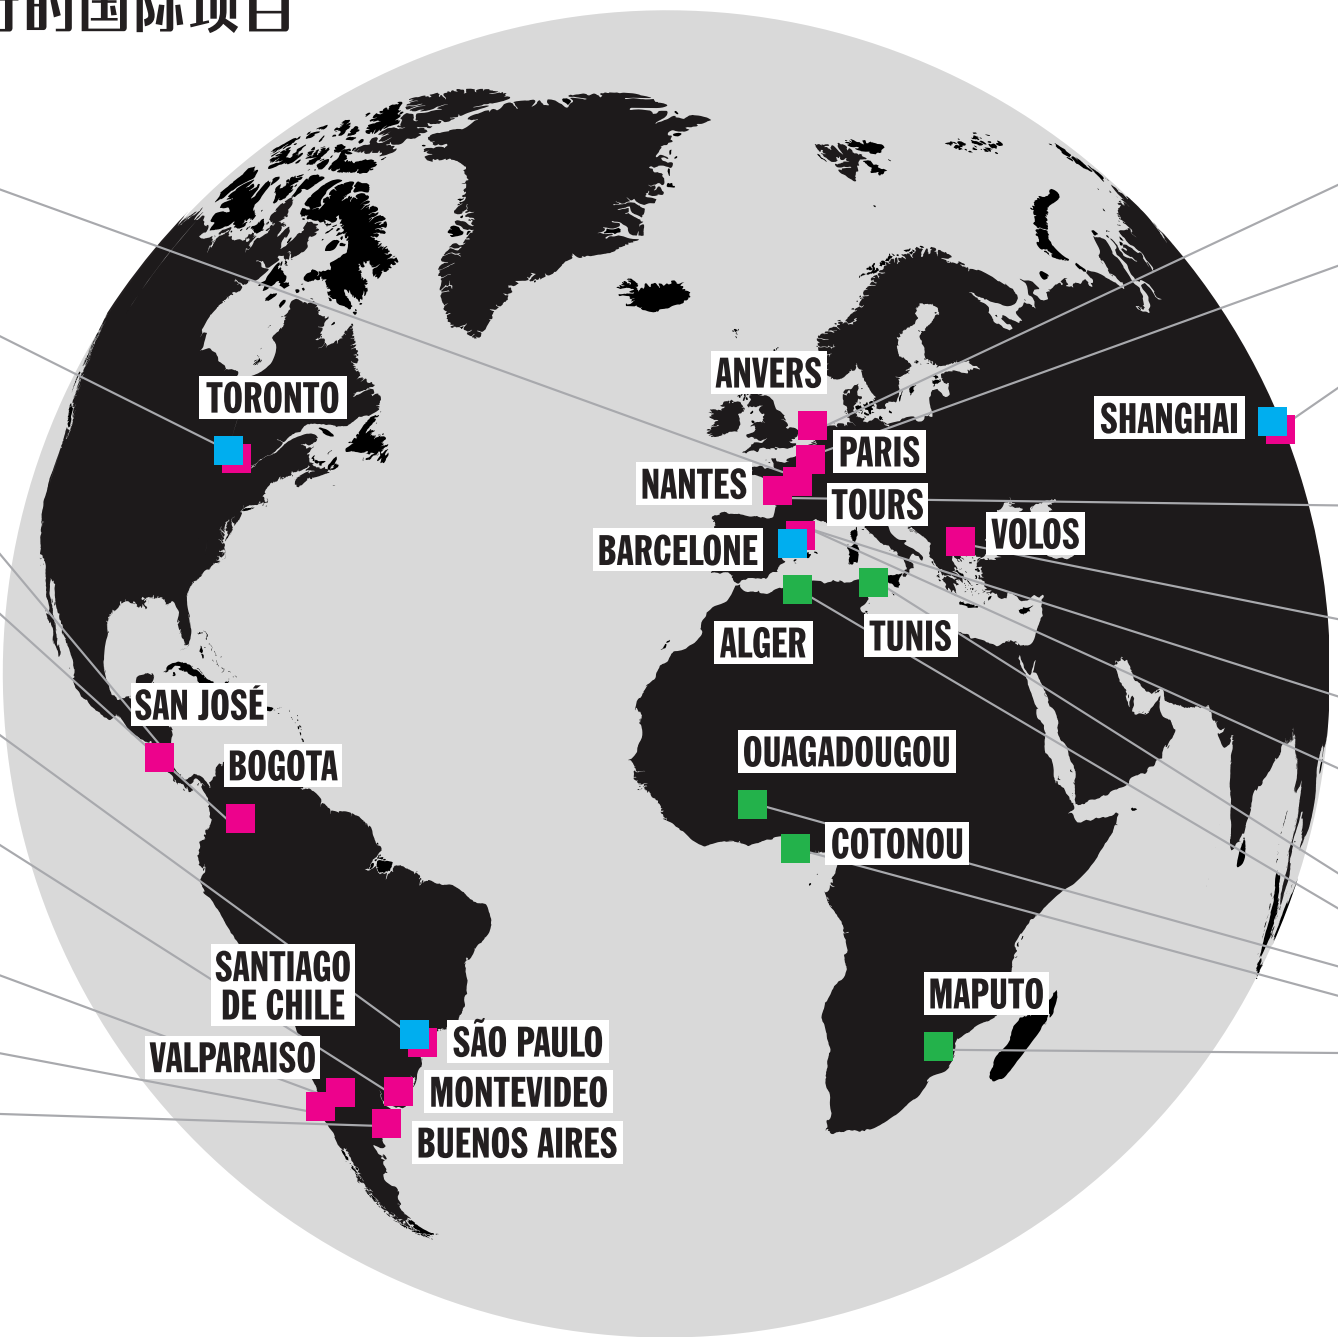 的国际项目
TORONTO
ANVERS
SHANGHAI
PARIS
NANTES
TOURS
VOLOS
BARCELONE
ALGER
TUNIS
SAN JOSÉ
BOGOTA
OUAGADOUGOU
COTONOU
SANTIAGO
DE CHILE
MAPUTO
SÃO PAULO
VALPARAISO
MONTEVIDEO
BUENOS AIRES